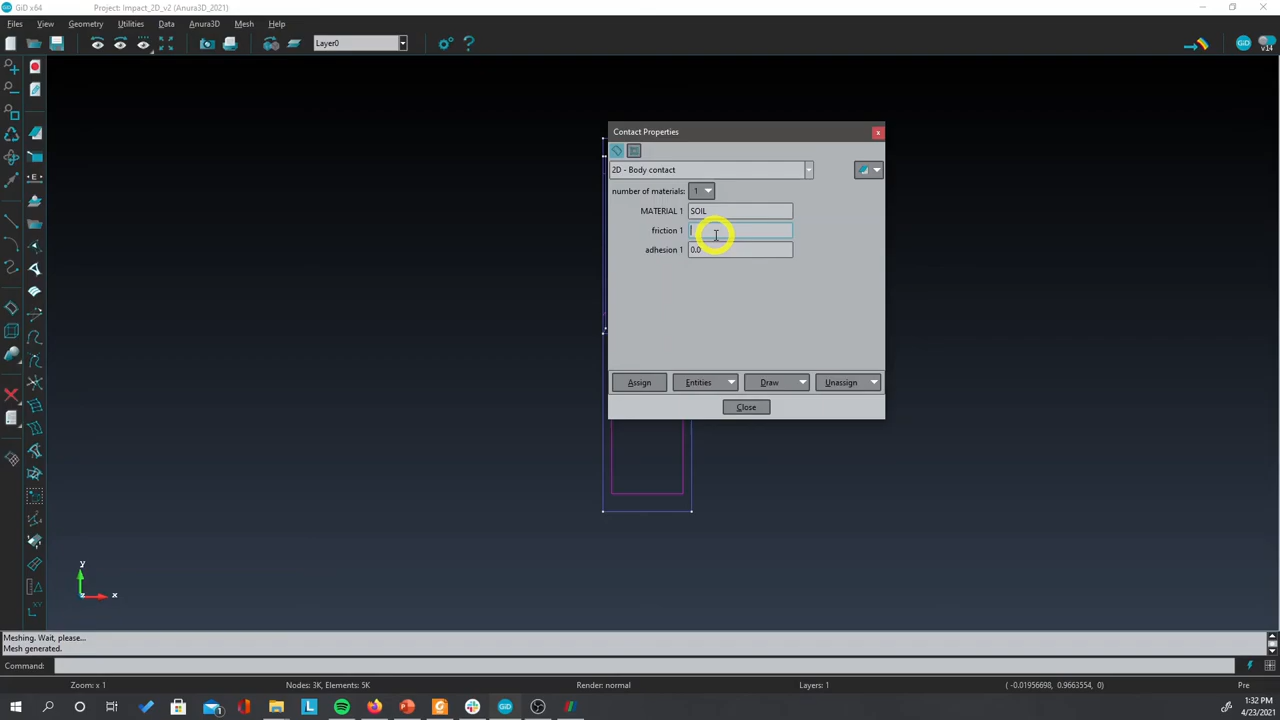 GiD x64
Project: Impact_2D_v2 (Anura3D_2021)
Files View Geometry Utilities Data Anura3D Mesh Help
Layer0
GiD
v14
Contact Properties
x
2D - Body contact
number of materials: 1
MATERIAL 1 SOIL
friction 1
adhesion 1 0.0
Assign Entities Draw Unassign
Close
y
z x
Meshing. Wait, please...
Mesh generated.
Command:
Zoom: x 1 Nodes: 3K, Elements: 5K Render: normal Layers: 1 ( -0.01956698, 0.9663554, 0) Pre
1:32 PM
4/23/2021